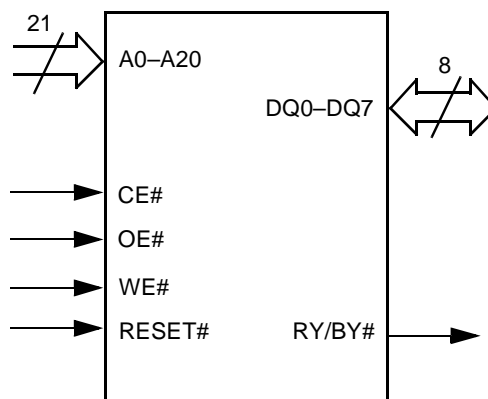 21
A0–A20
8
DQ0–DQ7
CE#
OE#
WE#
RESET#
RY/BY#